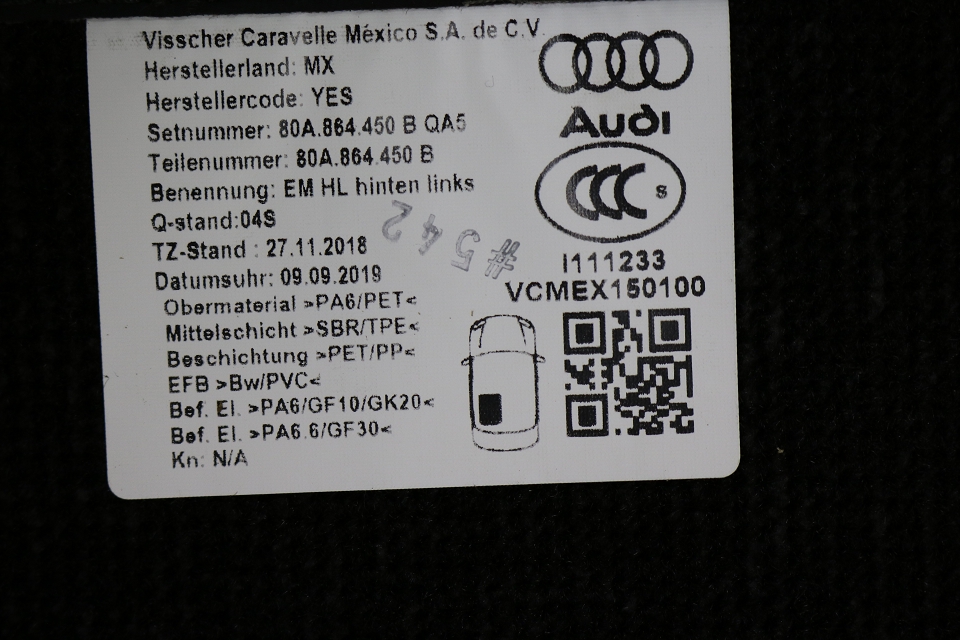 Visscher Caravelle México S.A. de C.V.
Herstellerland: MX
Herstellercode: YES
Setnummer: 80A.864.450 B QA5
Teilenummer: 80A.864.450 B
Benennung: EM HL hinten links
Q-stand:04S
TZ-Stand : 27.11.2018
Datumsuhr: 09.09.2019
Obermaterial >PA6/PET<
Mittelschicht >SBR/TPE<
Beschichtung >PET/PP<
EFB >Bw/PVC<
Bef. El. >PA6/GF10/GK20<
Bef. El. >PA6.6/GF30<
Kn: N/A
Audi
CCC S
I111233
VCMEX150100
#542